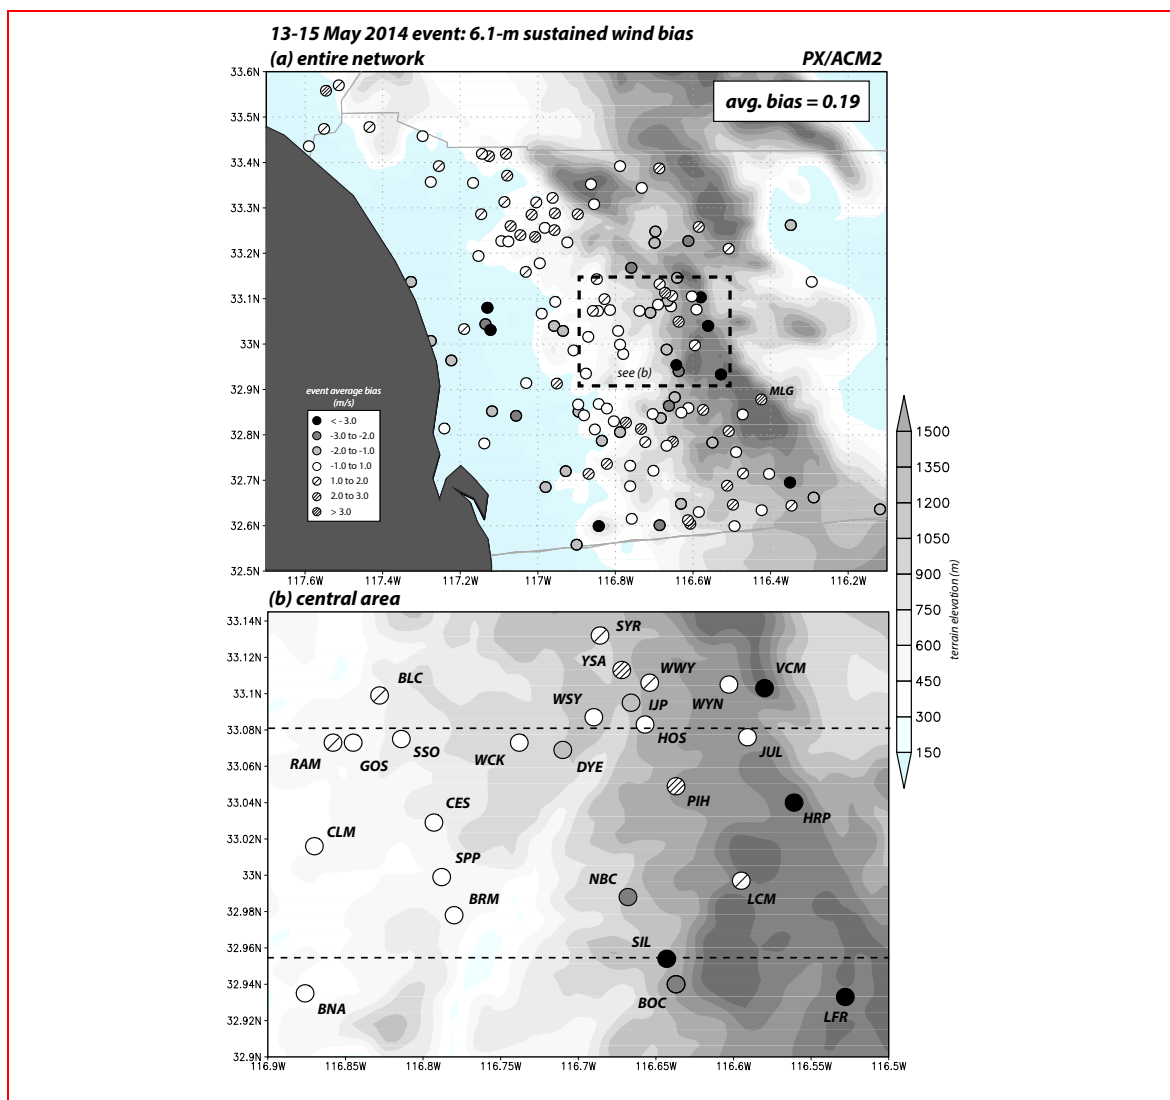 13-15 May 2014 event: 6.1-m sustained wind bias
(a) entire network
PX/ACM2
avg. bias = 0.19
33.6N
33.5N
33.4N
33.3N
33.2N
33.1N
33N
32.9N
32.8N
32.7N
32.6N
32.5N
117.6W 117.4W 117.2W 117W 116.8W 116.6W 116.4W 116.2W
see (b)
MLG
event average bias
(m/s)
< - 3.0
-3.0 to -2.0
-2.0 to -1.0
-1.0 to 1.0
1.0 to 2.0
2.0 to 3.0
> 3.0
1500
1350
1200
1050
900
750
600
450
300
150
terrain elevation (m)
(b) central area
33.14N
33.12N
33.1N
33.08N
33.06N
33.04N
33.02N
33N
32.98N
32.96N
32.94N
32.92N
32.9N
116.9W 116.85W 116.8W 116.75W 116.7W 116.65W 116.6W 116.55W 116.5W
SYR
YSA
WWY
VCM
BLC
WSY
IJP
WYN
HOS
RAM
GOS
SSO
WCK
DYE
JUL
PIH
CES
HRP
CLM
SPP
NBC
BRM
LCM
SIL
BOC
BNA
LFR